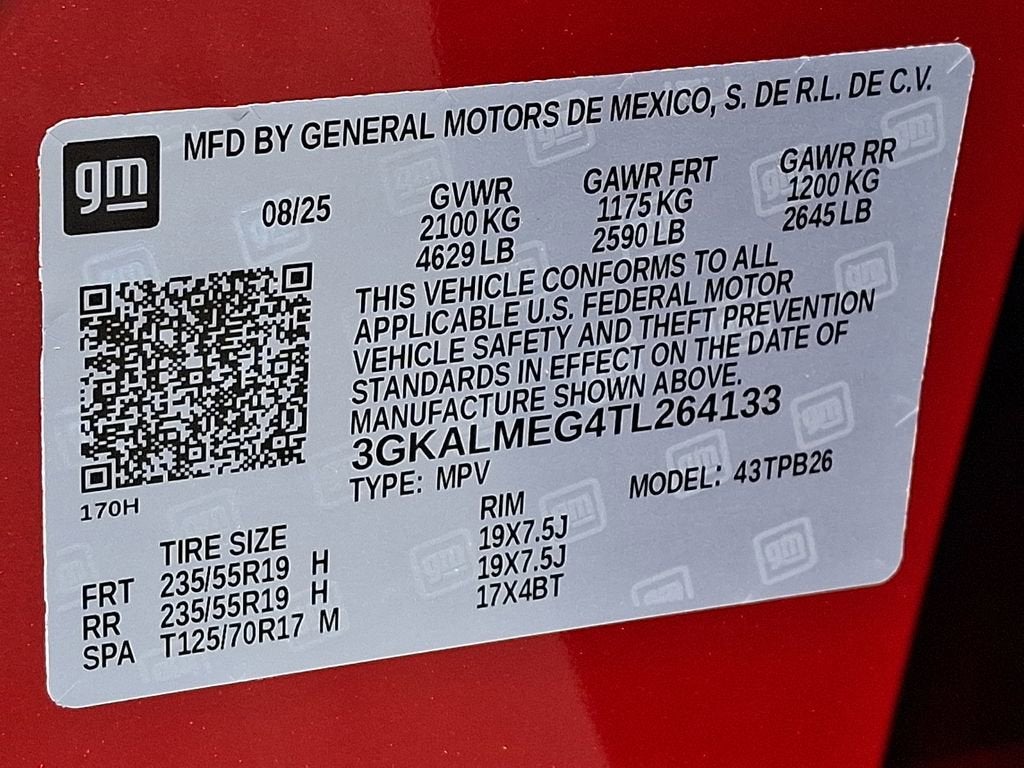 gm
MFD BY GENERAL MOTORS DE MEXICO, S. DE R.L. DE C.V.
08/25
GVWR
2100 KG
4629 LB
GAWR FRT
1175 KG
2590 LB
GAWR RR
1200 KG
2645 LB
THIS VEHICLE CONFORMS TO ALL
APPLICABLE U.S. FEDERAL MOTOR
VEHICLE SAFETY AND THEFT PREVENTION
STANDARDS IN EFFECT ON THE DATE OF
MANUFACTURE SHOWN ABOVE.
3GKALMEG4TL264133
TYPE: MPV MODEL: 43TPB26
170H
TIRE SIZE RIM
FRT 235/55R19 H 19X7.5J
RR 235/55R19 H 19X7.5J
SPA T125/70R17 M 17X4BT